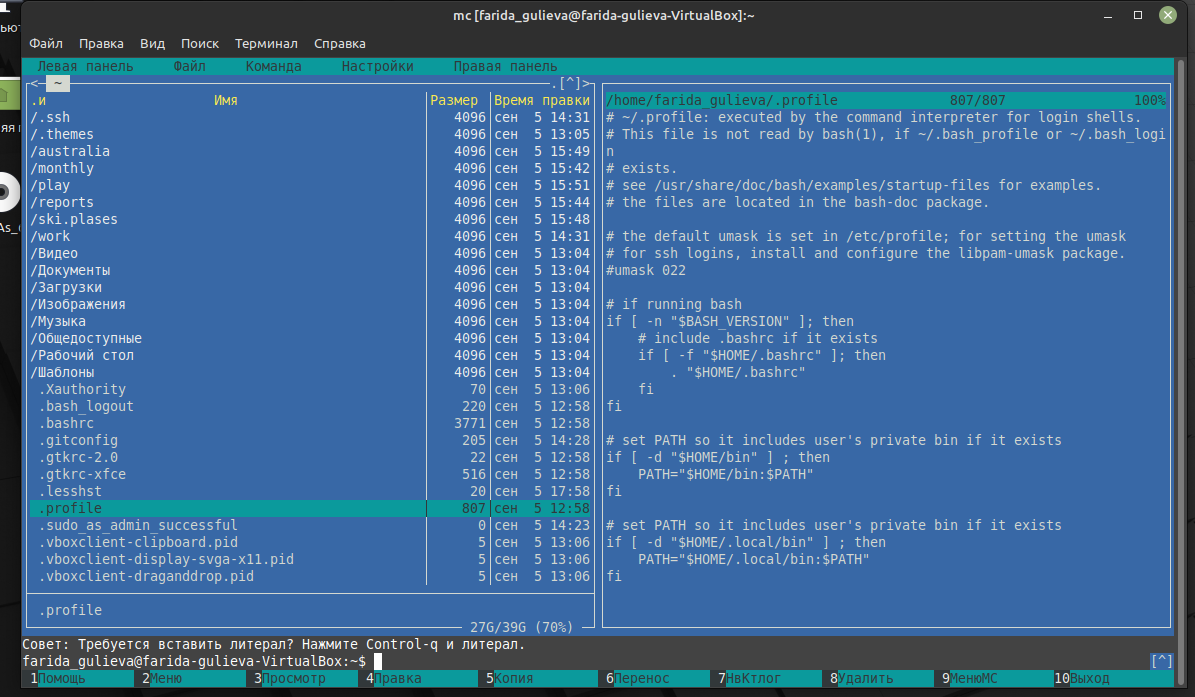 mc [farida_gulieva@farida-gulieva-VirtualBox]:~
Файл Правка Вид Поиск Терминал Справка
Левая панель Файл Команда Настройки Правая панель
<─ ~ ─.[^]>
.и Имя Размер Время правки
/.ssh 4096 сен 5 14:31
/.themes 4096 сен 5 13:05
/australia 4096 сен 5 15:49
/monthly 4096 сен 5 15:42
/play 4096 сен 5 15:51
/reports 4096 сен 5 15:44
/ski.plases 4096 сен 5 15:48
/work 4096 сен 5 14:31
/Видео 4096 сен 5 13:04
/Документы 4096 сен 5 13:04
/Загрузки 4096 сен 5 13:04
/Изображения 4096 сен 5 13:04
/Музыка 4096 сен 5 13:04
/Общедоступные 4096 сен 5 13:04
/Рабочий стол 4096 сен 5 13:04
/Шаблоны 4096 сен 5 13:04
.Xauthority 70 сен 5 13:06
.bash_logout 220 сен 5 12:58
.bashrc 3771 сен 5 12:58
.gitconfig 205 сен 5 14:28
.gtkrc-2.0 22 сен 5 12:58
.gtkrc-xfce 516 сен 5 12:58
.lesshst 20 сен 5 17:58
.profile 807 сен 5 12:58
.sudo_as_admin_successful 0 сен 5 14:23
.vboxclient-clipboard.pid 5 сен 5 13:06
.vboxclient-display-svga-x11.pid 5 сен 5 13:06
.vboxclient-draganddrop.pid 5 сен 5 13:06
.profile
27G/39G (70%)
/home/farida_gulieva/.profile 807/807 100%
# ~/.profile: executed by the command interpreter for login shells.
# This file is not read by bash(1), if ~/.bash_profile or ~/.bash_logi
n
# exists.
# see /usr/share/doc/bash/examples/startup-files for examples.
# the files are located in the bash-doc package.
# the default umask is set in /etc/profile; for setting the umask
# for ssh logins, install and configure the libpam-umask package.
#umask 022
# if running bash
if [ -n "$BASH_VERSION" ]; then
# include .bashrc if it exists
if [ -f "$HOME/.bashrc" ]; then
. "$HOME/.bashrc"
fi
fi
# set PATH so it includes user's private bin if it exists
if [ -d "$HOME/bin" ] ; then
PATH="$HOME/bin:$PATH"
fi
# set PATH so it includes user's private bin if it exists
if [ -d "$HOME/.local/bin" ] ; then
PATH="$HOME/.local/bin:$PATH"
fi
Совет: Требуется вставить литерал? Нажмите Control-q и литерал.
farida_gulieva@farida-gulieva-VirtualBox:~$ [^]
1Помощь 2Меню 3Просмотр 4Правка 5Копия 6Перенос 7НвКтлог 8Удалить 9МенюМС 10Выход